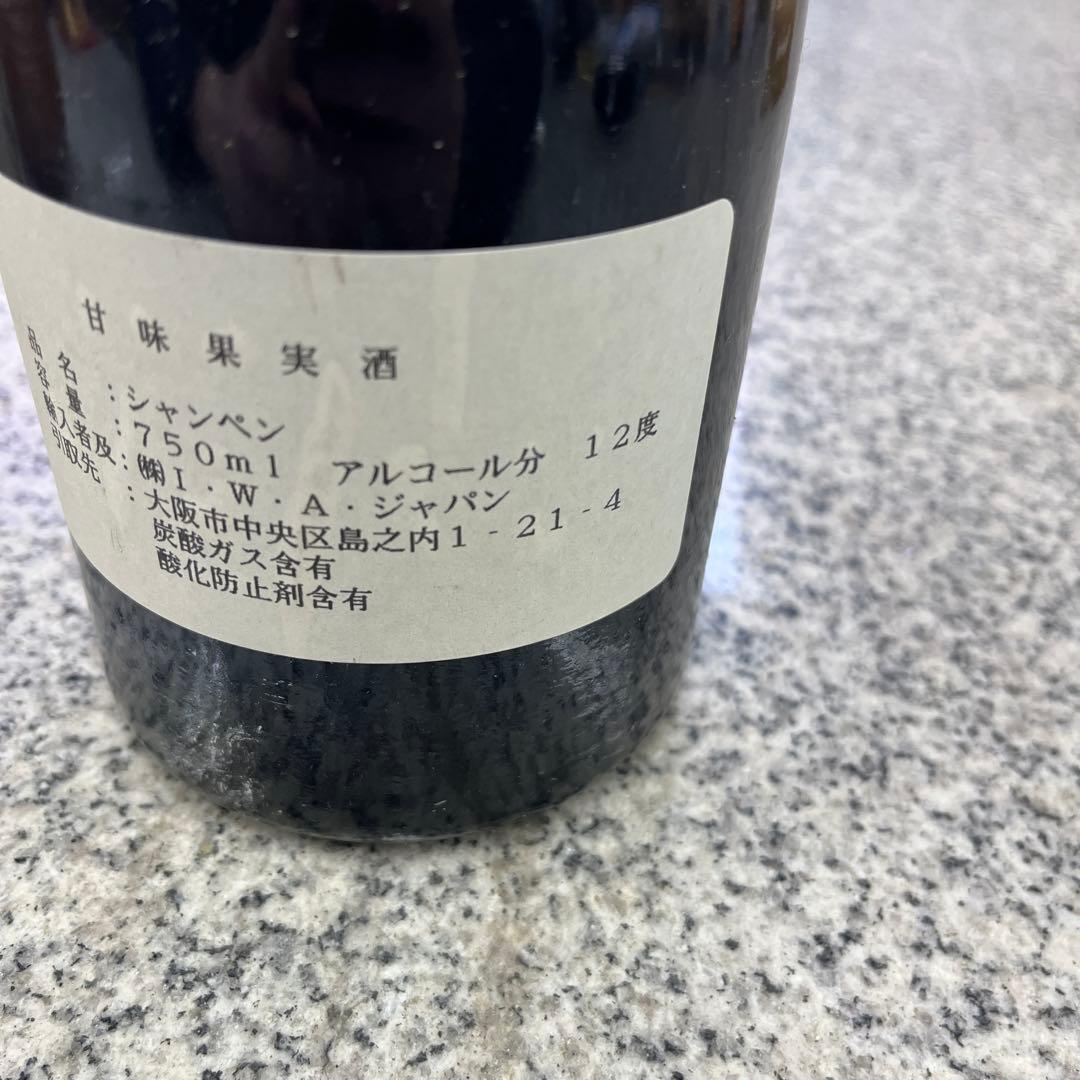 甘味果実酒
品名：シャンペン
容量：750ml アルコール分 12度
輸入者及：㈱I・W・A・ジャパン
引取先：大阪市中央区島之内1-21-4
炭酸ガス含有
酸化防止剤含有